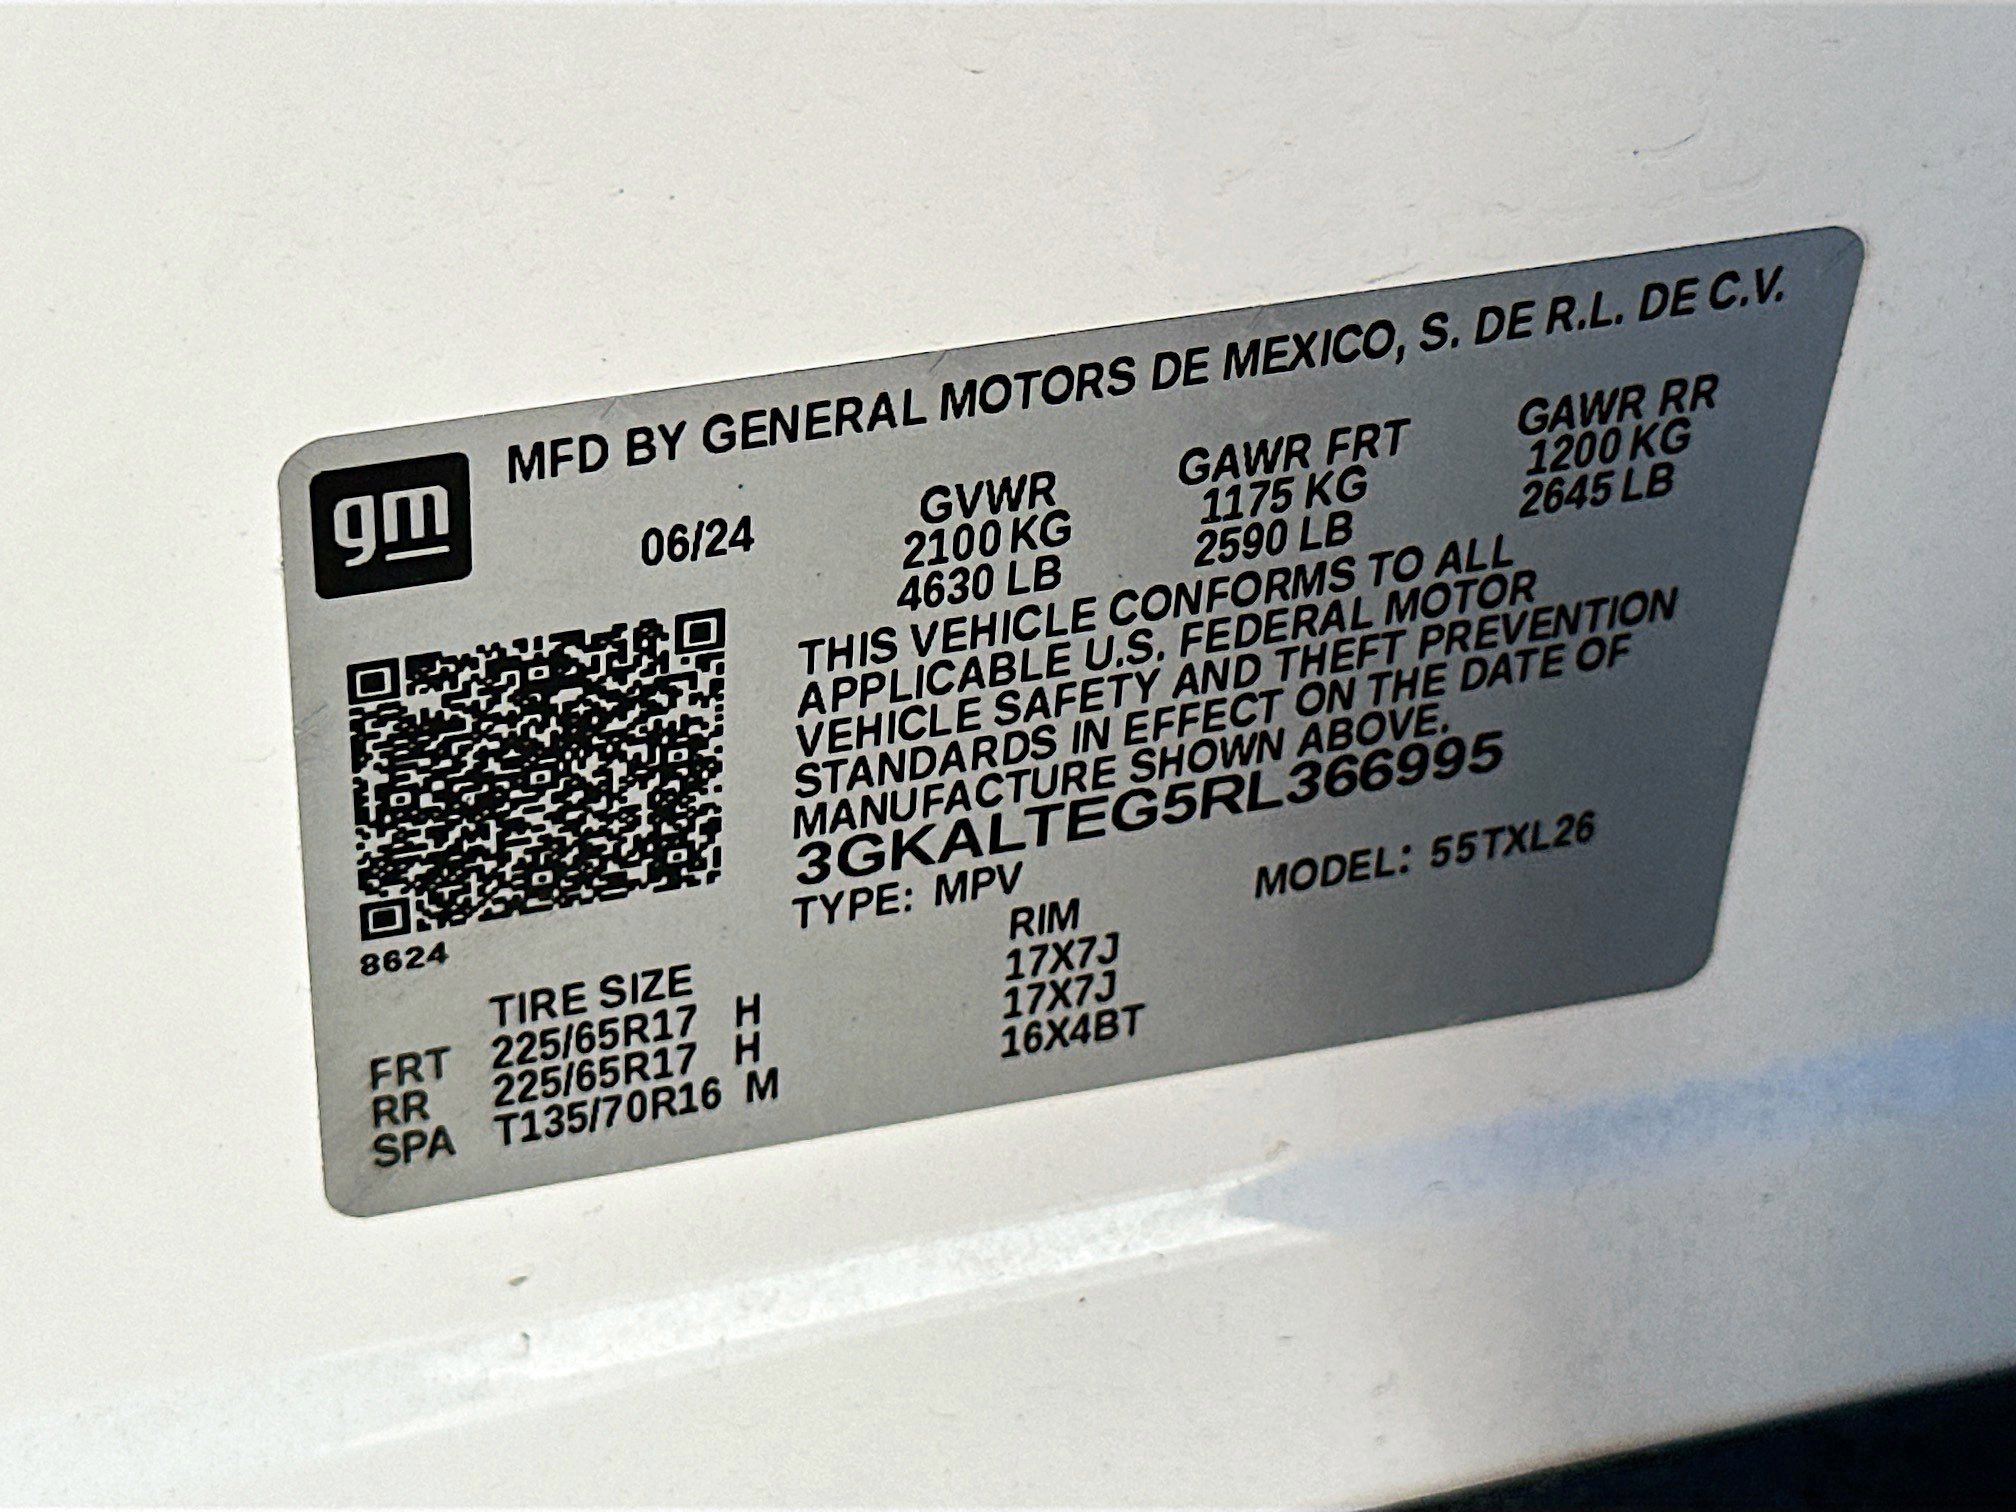 gm
MFD BY GENERAL MOTORS DE MEXICO, S. DE R.L. DE C.V.
06/24
GVWR GAWR FRT GAWR RR
2100 KG 1175 KG 1200 KG
4630 LB 2590 LB 2645 LB
THIS VEHICLE CONFORMS TO ALL
APPLICABLE U.S. FEDERAL MOTOR
VEHICLE SAFETY AND THEFT PREVENTION
STANDARDS IN EFFECT ON THE DATE OF
MANUFACTURE SHOWN ABOVE.
3GKALTEG5RL366995
TYPE: MPV MODEL: 55TXL26
8624
TIRE SIZE RIM
FRT 225/65R17 H 17X7J
RR 225/65R17 H 17X7J
SPA T135/70R16 M 16X4BT